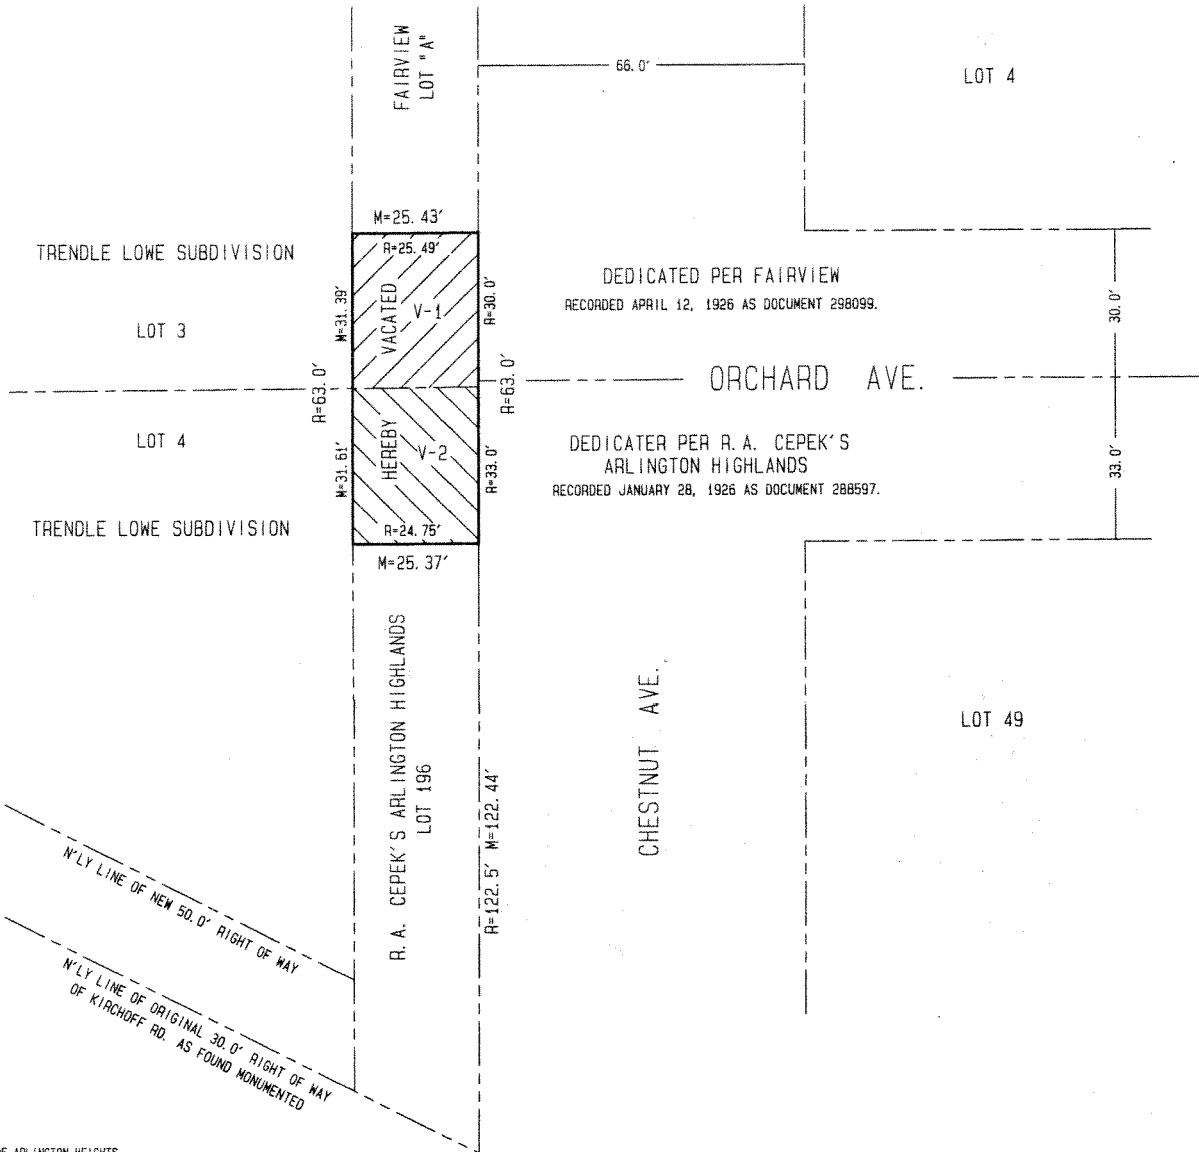 FAIRVIEW
LOT "A"
66.0'
LOT 4
M=25.43'
R=25.49'
TRENDLE LOWE SUBDIVISION
LOT 3
M=31.39'
HEREBY VACATED
V-1
R=30.0'
DEDICATED PER FAIRVIEW
RECORDED APRIL 12, 1926 AS DOCUMENT 298099.
30.0'
R=63.0'
R=63.0'
ORCHARD AVE.
LOT 4
M=31.61'
V-2
R=33.0'
DEDICATER PER R.A. CEPEK'S
ARLINGTON HIGHLANDS
RECORDED JANUARY 28, 1926 AS DOCUMENT 288597.
33.0'
TRENDLE LOWE SUBDIVISION
R=24.75'
M=25.37'
R.A. CEPEK'S ARLINGTON HIGHLANDS
LOT 196
R=122.5' M=122.44'
CHESTNUT AVE.
LOT 49
N'LY LINE OF NEW 50.0' RIGHT OF WAY
N'LY LINE OF ORIGINAL 30.0' RIGHT OF WAY
OF KIRCHOFF RD. AS FOUND MONUMENTED
ARLINGTON HEIGHTS